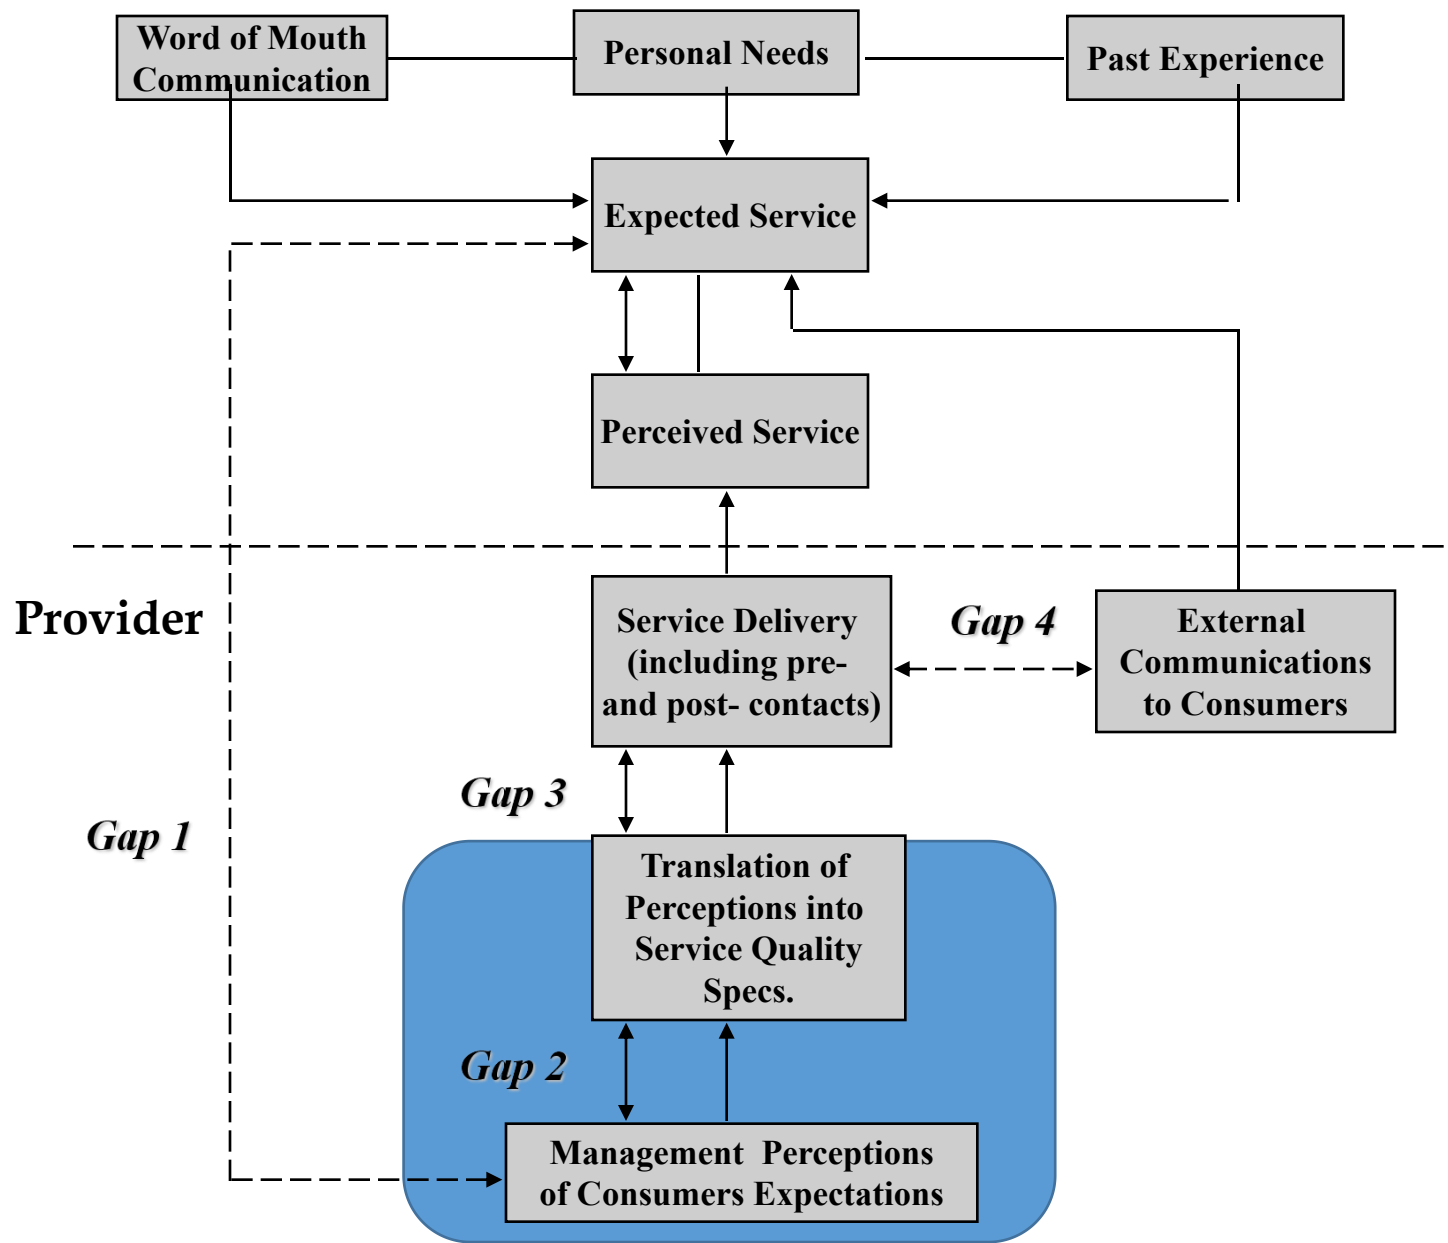 Word of Mouth
Communication
Personal Needs
Past Experience
Expected Service
Perceived Service
Provider
Service Delivery
(including pre-
and post- contacts)
Gap 4
External
Communications
to Consumers
Gap 3
Gap 1
Translation of
Perceptions into
Service Quality
Specs.
Gap 2
Management Perceptions
of Consumers Expectations